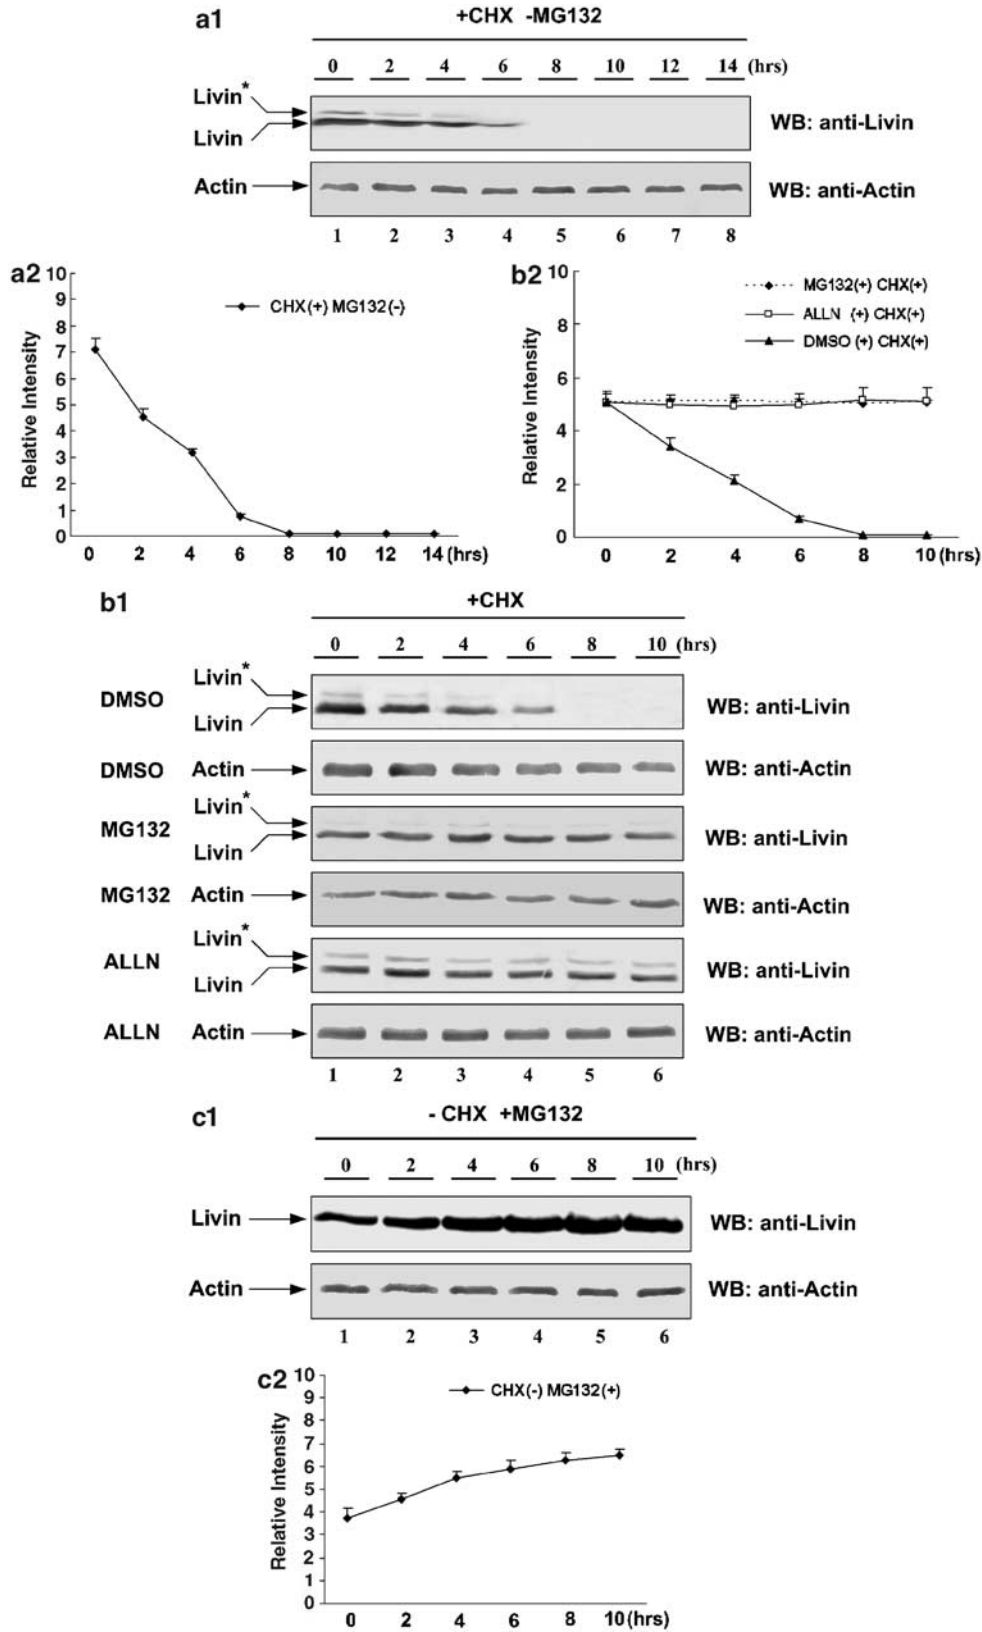 a1
+CHX -MG132
0 2 4 6 8 10 12 14 (hrs)
Livin*
Livin
WB: anti-Livin
Actin
WB: anti-Actin
1 2 3 4 5 6 7 8
a2
Relative Intensity
10
9
8
7
6
5
4
3
2
1
0
CHX(+) MG132(-)
0 2 4 6 8 10 12 14 (hrs)
b2
Relative Intensity
10
8
6
4
2
0
MG132(+) CHX(+)
ALLN (+) CHX(+)
DMSO (+) CHX(+)
0 2 4 6 8 10 (hrs)
b1
+CHX
0 2 4 6 8 10 (hrs)
DMSO
Livin*
Livin
WB: anti-Livin
DMSO Actin
WB: anti-Actin
MG132
Livin*
Livin
WB: anti-Livin
MG132 Actin
WB: anti-Actin
ALLN
Livin*
Livin
WB: anti-Livin
ALLN Actin
WB: anti-Actin
1 2 3 4 5 6
c1
- CHX +MG132
0 2 4 6 8 10 (hrs)
Livin
WB: anti-Livin
Actin
WB: anti-Actin
1 2 3 4 5 6
c2
Relative Intensity
10
9
8
7
6
5
4
3
2
1
0
CHX(-) MG132(+)
0 2 4 6 8 10 (hrs)